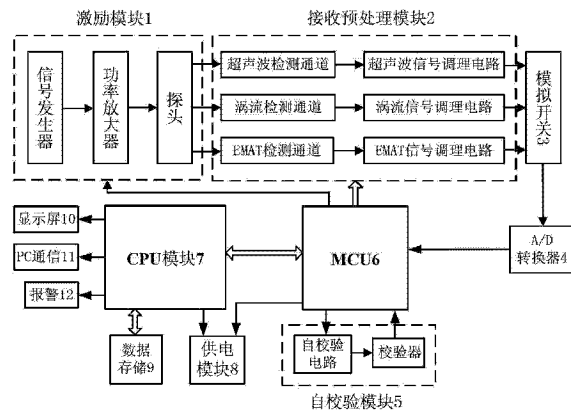 激励模块1
接收预处理模块2
信号发生器
功率放大器
探头
超声波检测通道
超声波信号调理电路
涡流检测通道
涡流信号调理电路
EMAT检测通道
EMAT信号调理电路
模拟开关3
显示屏10
PC通信11
报警12
CPU模块7
MCU6
A/D
转换器4
数据
存储9
供电
模块8
自校验
电路
校验器
自校验模块5